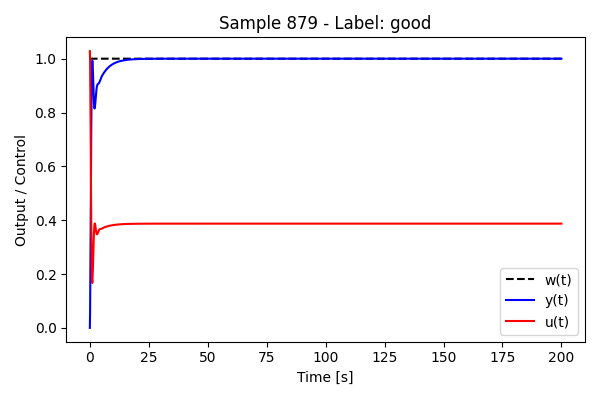 Sample 879 - Label: good
Output / Control
1.0
0.8
0.6
0.4
0.2
0.0
w(t)
y(t)
u(t)
0 25 50 75 100 125 150 175 200
Time [s]